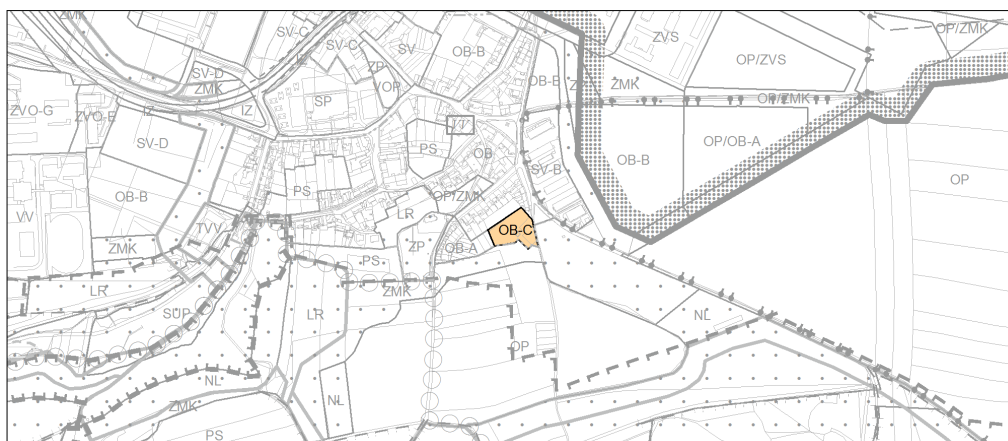 ZMK
SV-C
SV-C
SV
OB-B
ZVS
OP/ZMK
IZ
ZP
OP/ZVS
SV-D
ZMK
VOP
OB-B
ZMK
ZVO-G
ZVO-E
IZ
IZ
SP
OP/ZMK
TV
SV-D
PS
OB
OB-B
OP/OB-A
SV-B
OP
OB-B
PS
OP/ZMK
VV
TVV
LR
OB-C
ZMK
ZP
OB-A
PS
LR
ZMK
SUP
LR
NL
OP
NL
ZMK
NL
PS